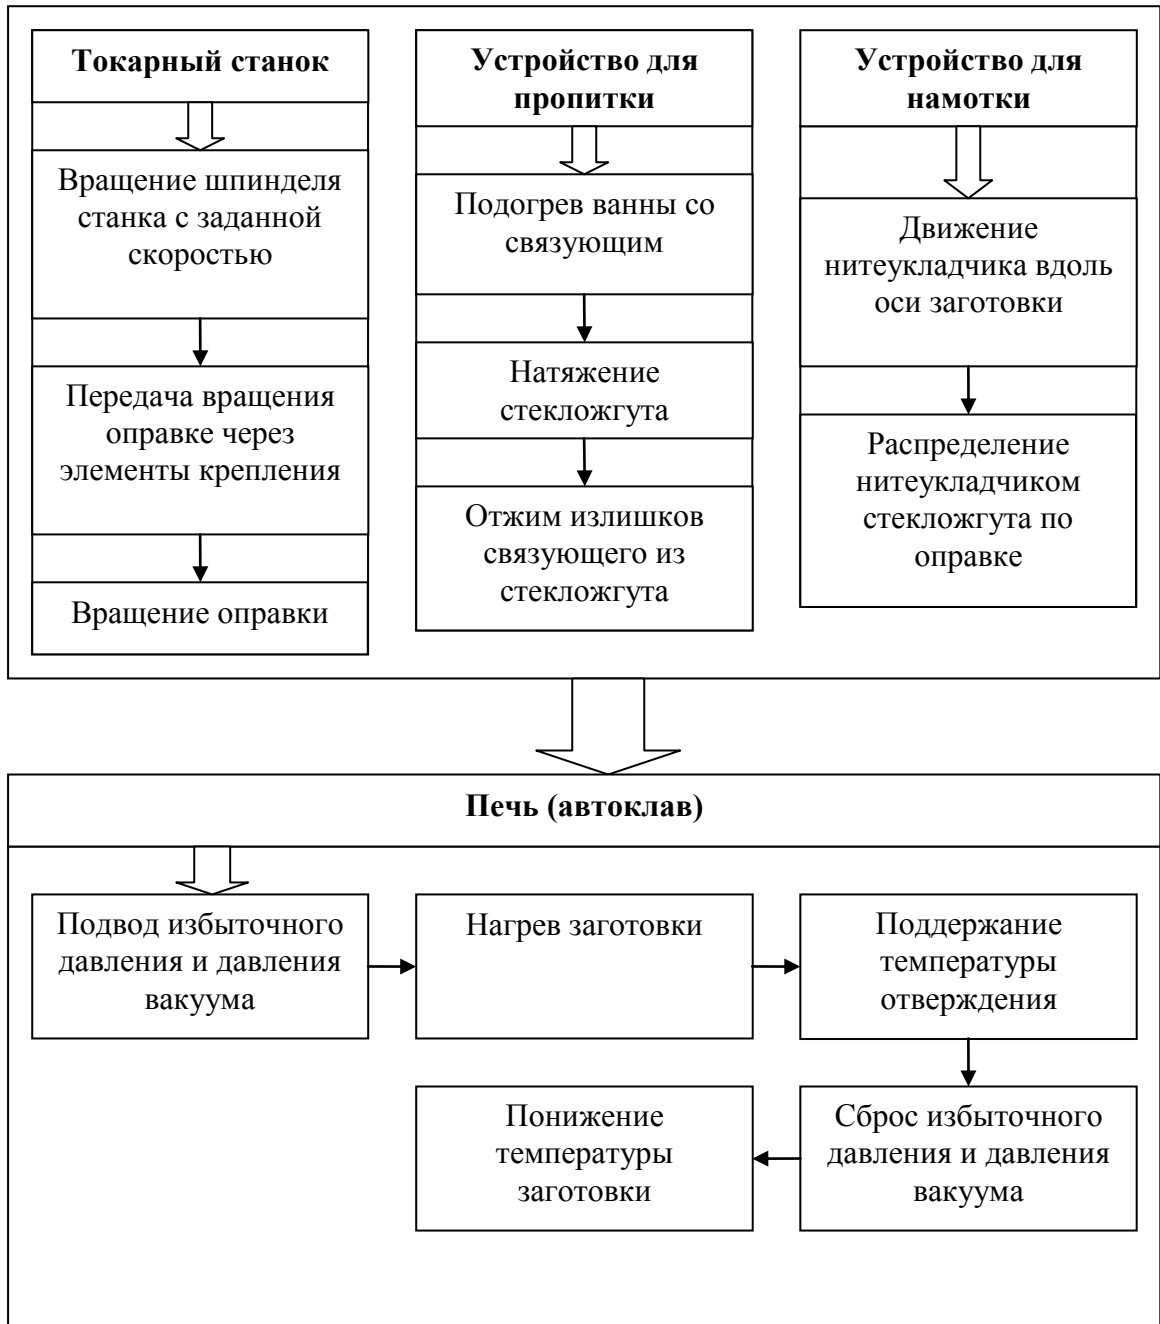 Токарный станок
Вращение шпинделя
станка с заданной
скоростью
Передача вращения
оправке через
элементы крепления
Вращение оправки
Устройство для
пропитки
Подогрев ванны со
связующим
Натяжение
стекложгута
Отжим излишков
связующего из
стекложгута
Устройство для
намотки
Движение
нитеукладчика вдоль
оси заготовки
Распределение
нитеукладчиком
стекложгута по
оправке
Печь (автоклав)
Подвод избыточного
давления и давления
вакуума
Нагрев заготовки
Поддержание
температуры
отверждения
Сброс избыточного
давления и давления
вакуума
Понижение
температуры
заготовки